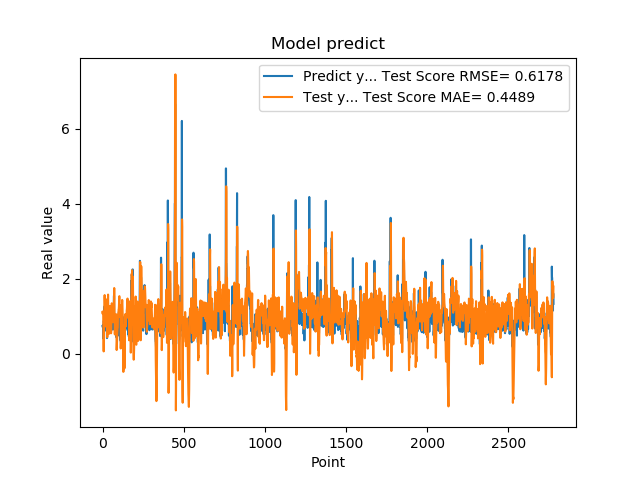 Model predict
Predict y... Test Score RMSE= 0.6178
Test y... Test Score MAE= 0.4489
Real value
6
4
2
0
0 500 1000 1500 2000 2500
Point